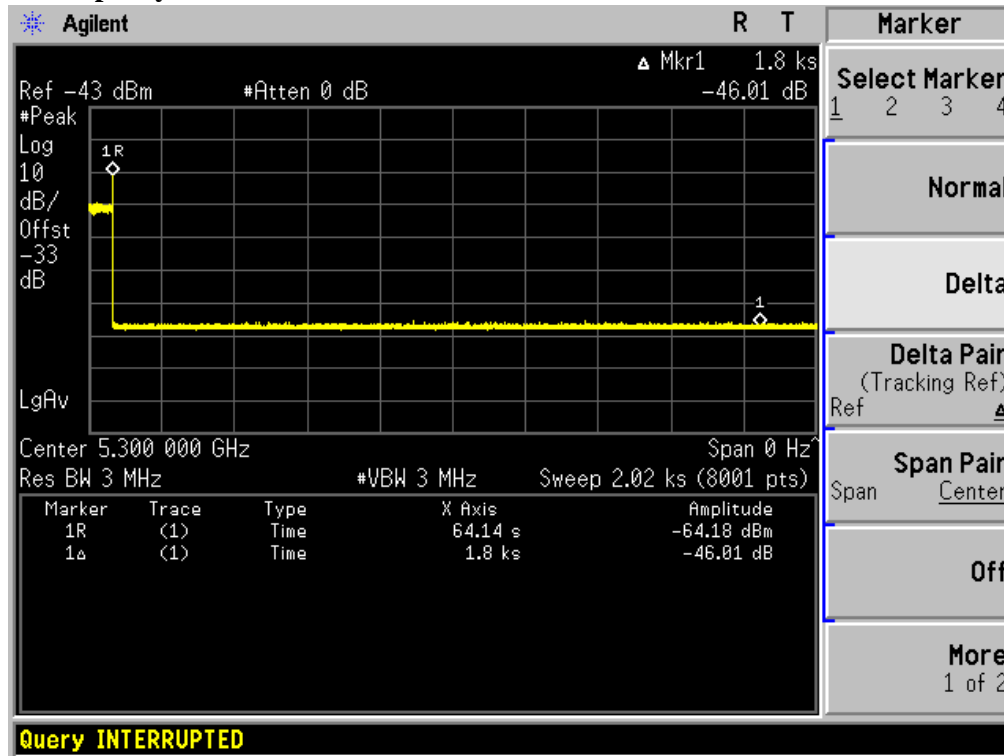 Agilent R T
Marker
Δ Mkr1 1.8 ks
Ref -43 dBm #Atten 0 dB -46.01 dB
#Peak
Log
10
dB/
Offst
-33
dB
1R
1
LgAv
Center 5.300 000 GHz Span 0 Hz^
Res BW 3 MHz #VBW 3 MHz Sweep 2.02 ks (8001 pts)
Marker Trace Type X Axis Amplitude
1R (1) Time 64.14 s -64.18 dBm
1Δ (1) Time 1.8 ks -46.01 dB
Select Marker
1 2 3 4
Normal
Delta
Delta Pair
(Tracking Ref)
Ref Δ
Span Pair
Span Center
Off
More
1 of 2
Query INTERRUPTED